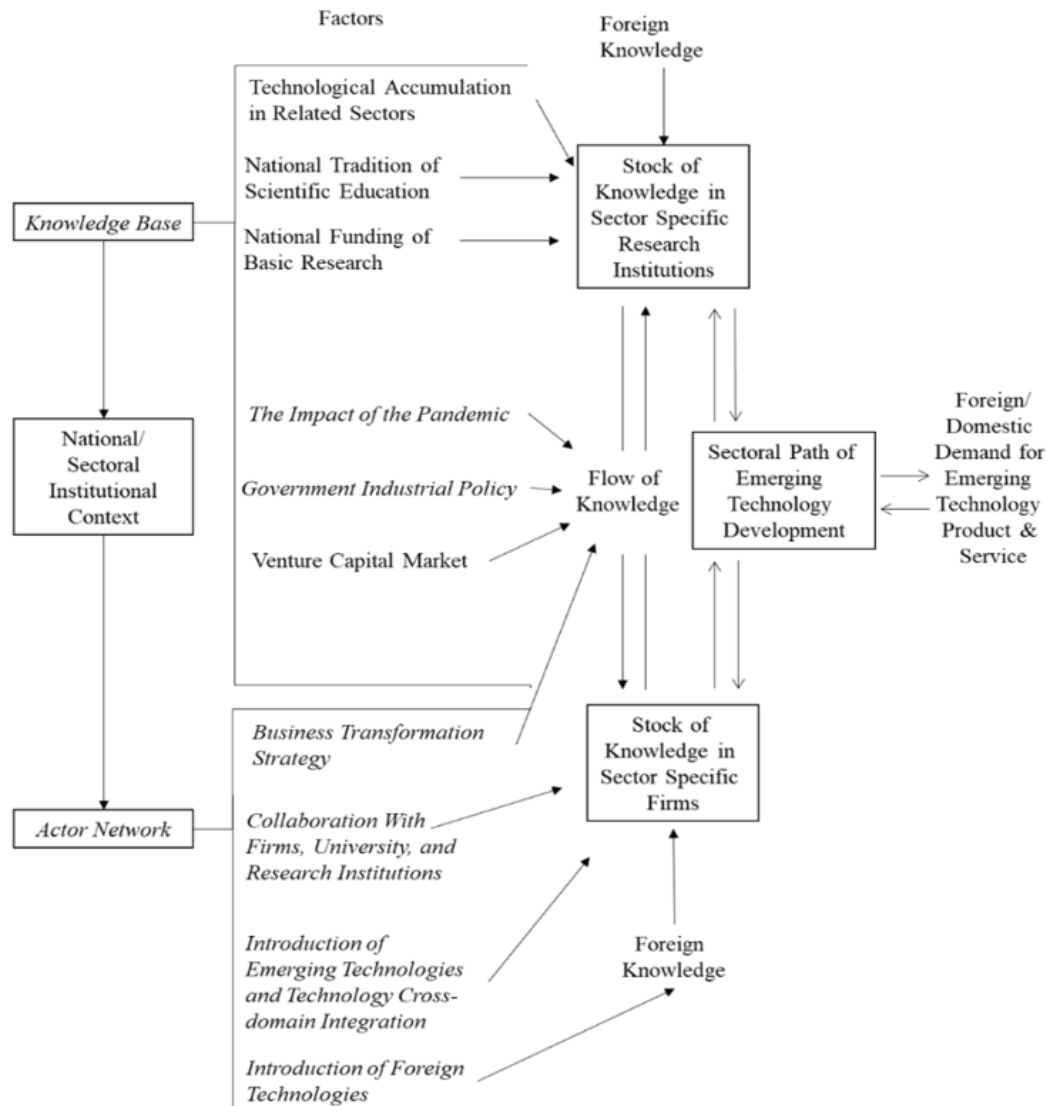 Factors
Foreign
Knowledge
Technological Accumulation
in Related Sectors
National Tradition of
Scientific Education
National Funding of
Basic Research
Stock of
Knowledge in
Sector Specific
Research
Institutions
Knowledge Base
National/
Sectoral
Institutional
Context
The Impact of the Pandemic
Government Industrial Policy
Venture Capital Market
Flow of
Knowledge
Sectoral Path of
Emerging
Technology
Development
Foreign/
Domestic
Demand for
Emerging
Technology
Product &
Service
Business Transformation
Strategy
Stock of
Knowledge in
Sector Specific
Firms
Actor Network
Collaboration With
Firms, University, and
Research Institutions
Introduction of
Emerging Technologies
and Technology Cross-
domain Integration
Foreign
Knowledge
Introduction of Foreign
Technologies